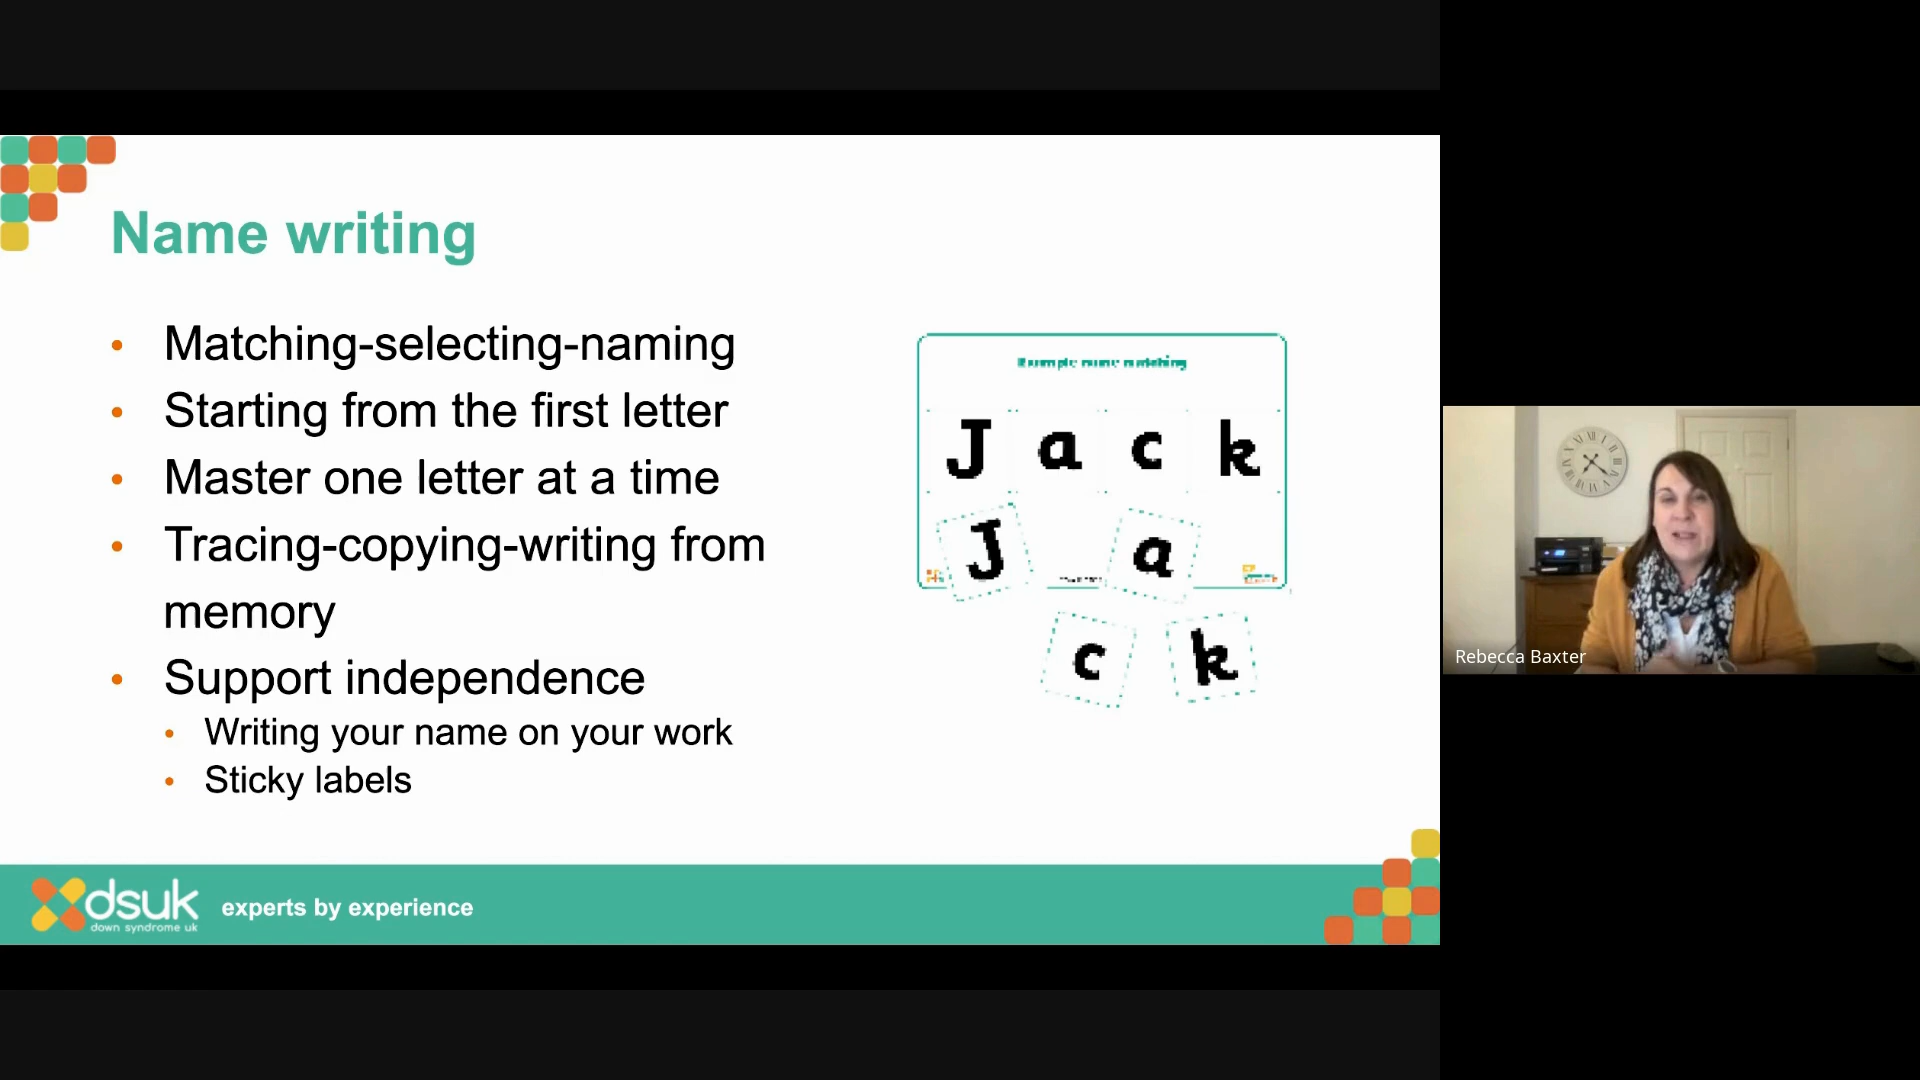 Name writing
• Matching-selecting-naming
• Starting from the first letter
• Master one letter at a time
• Tracing-copying-writing from
memory
• Support independence
• Writing your name on your work
• Sticky labels
Example name matching
J a c k
J a
c k
Rebecca Baxter
dsuk
down syndrome uk
experts by experience